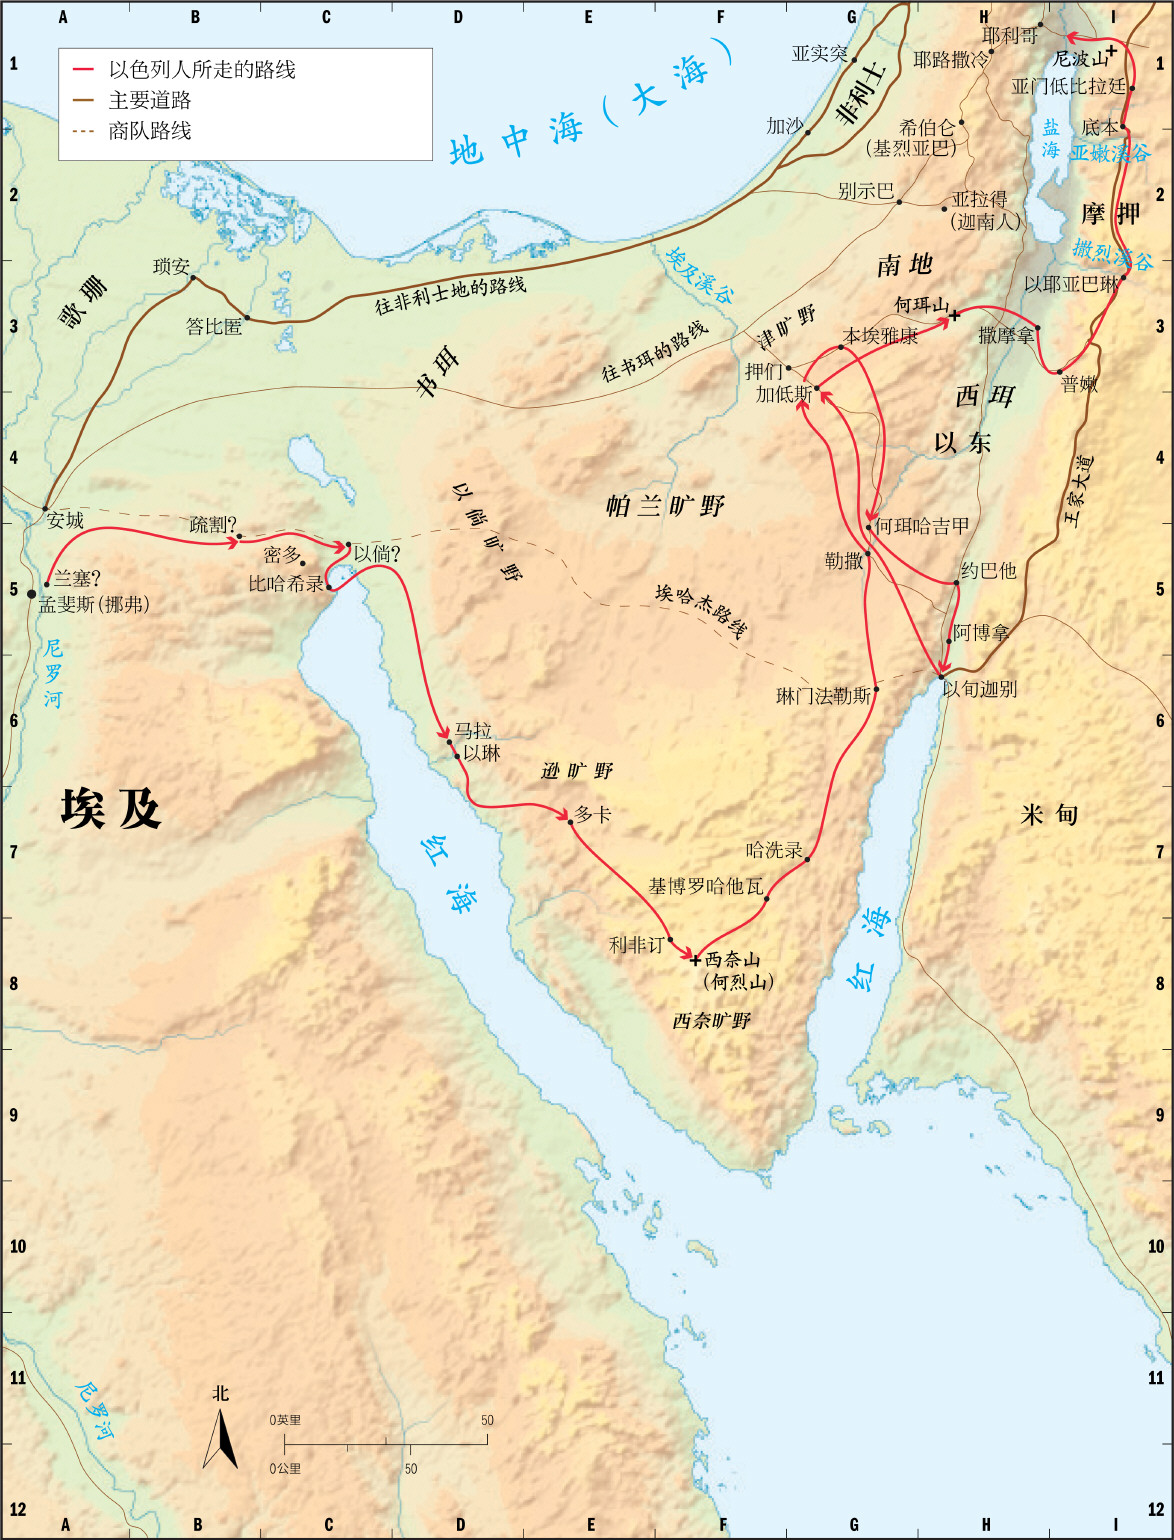 A B C D E F G H I
1
2
3
4
5
6
7
8
9
10
11
12
以色列人所走的路线
主要道路
商队路线
地中海(大海)
亚实突
非利士
加沙
耶利哥
耶路撒冷
尼波山
亚门低比拉廷
希伯仑
(基烈亚巴)
盐海
底本
亚嫩溪谷
别示巴
亚拉得
(迦南人)
摩押
撒烈溪谷
以耶亚巴琳
歌珊
琐安
答比匿
往非利士地的路线
埃及溪谷
南地
何珥山
书珥
往书珥的路线
津旷野
本埃雅康
撒摩拿
押们
加低斯
普嫩
西珥
以东
王家大道
安城
疏割?
以倘旷野
帕兰旷野
何珥哈吉甲
密多
以倘?
勒撒
兰塞?
比哈希录
约巴他
孟斐斯(挪弗)
埃哈杰路线
阿博拿
尼罗河
琳门法勒斯
以旬迦别
马拉
以琳
逊旷野
埃及
多卡
米甸
红海
哈洗录
基博罗哈他瓦
利非订
西奈山
(何烈山)
红海
西奈旷野
尼罗河
北
0英里 50
0公里 50
1
2
3
4
5
6
7
8
9
10
11
12
A B C D E F G H I